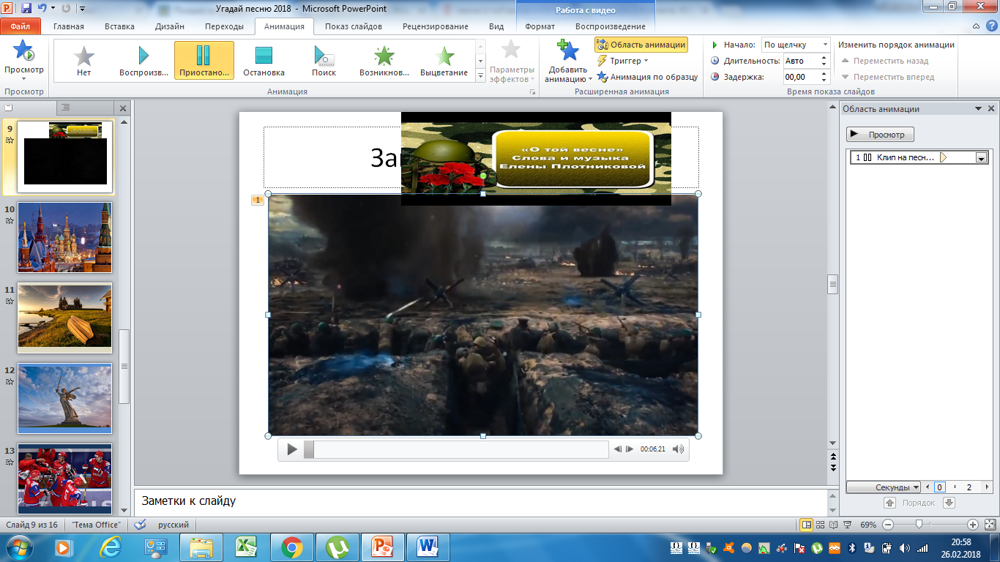 Угадай песню 2018 - Microsoft PowerPoint
Работа с видео
Файл
Главная
Вставка
Дизайн
Переходы
Анимация
Показ слайдов
Рецензирование
Вид
Формат
Воспроизведение
Просмотр
Нет
Воспроизв...
Приостано...
Остановка
Поиск
Возникнов...
Выцветание
Параметры
эффектов
Добавить
анимацию
Область анимации
Триггер
Анимация по образцу
Начало: По щелчку
Длительность: Авто
Задержка: 00,00
Изменить порядок анимации
Переместить назад
Переместить вперед
Просмотр
Анимация
Расширенная анимация
Время показа слайдов
9
10
11
12
13
За
«О той весне»
Слова и музыка
Елены Плотниковой
1
00:06,21
Заметки к слайду
Область анимации
Просмотр
1 Клип на песн...
Секунды 0 2
Порядок
Слайд 9 из 16
"Тема Office"
русский
69%
20:58
26.02.2018